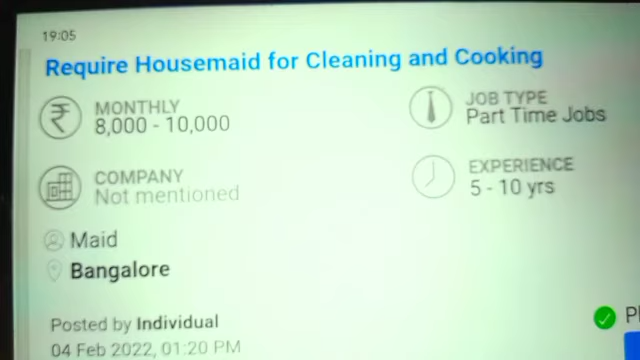 19:05
Require Housemaid for Cleaning and Cooking
MONTHLY
8,000 - 10,000
JOB TYPE
Part Time Jobs
COMPANY
Not mentioned
EXPERIENCE
5 - 10 yrs
Maid
Bangalore
Posted by Individual
04 Feb 2022, 01:20 PM